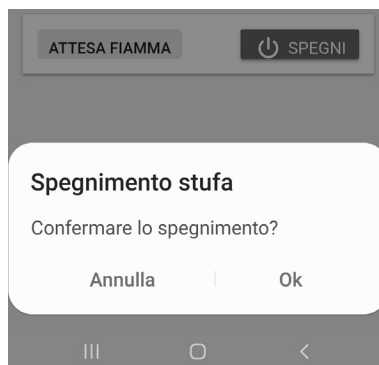 ATTESA FIAMMA
SPEGNI
Spegnimento stufa
Confermare lo spegnimento?
Annulla
Ok